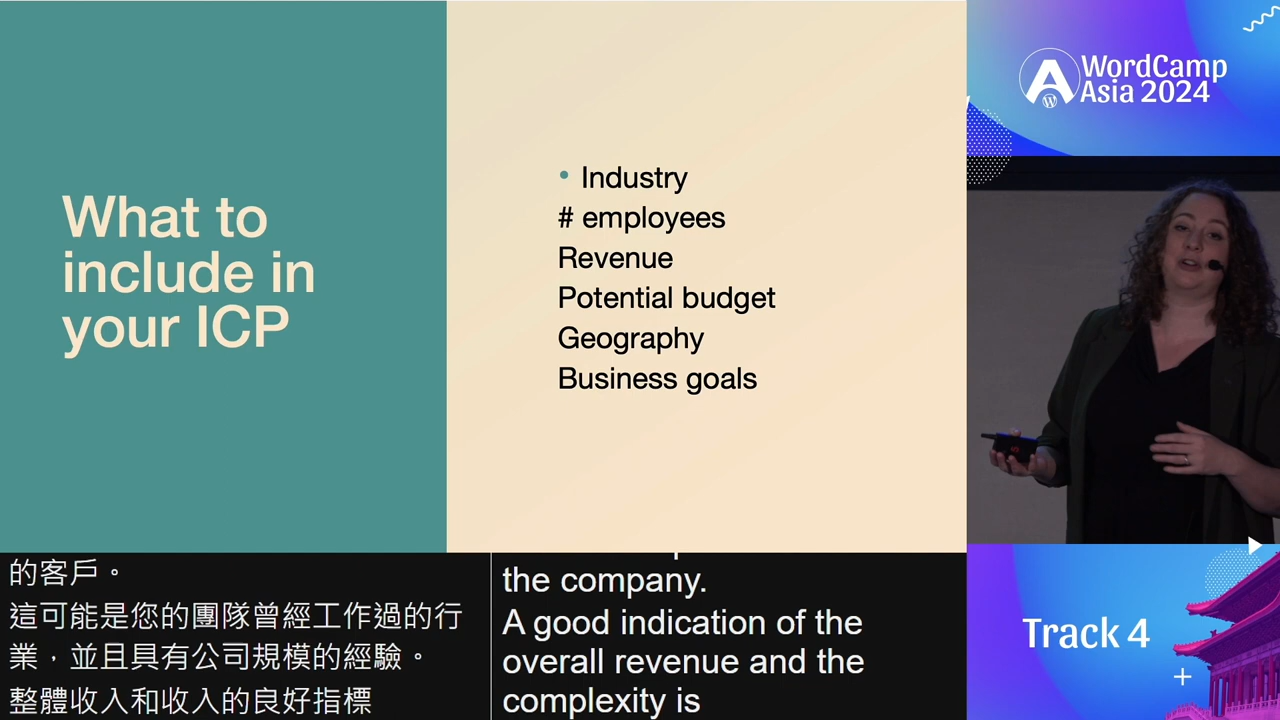 What to
include in
your ICP
• Industry
# employees
Revenue
Potential budget
Geography
Business goals
的客戶。
這可能是您的團隊曾經工作過的行
業，並且具有公司規模的經驗。
整體收入和收入的良好指標
the company.
A good indication of the
overall revenue and the
complexity is
WordCamp
Asia 2024
Track 4